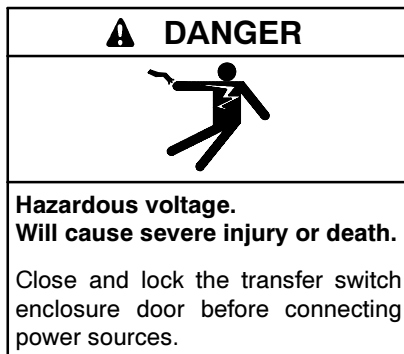 DANGER
Hazardous voltage.
Will cause severe injury or death.
Close and lock the transfer switch
enclosure door before connecting
power sources.